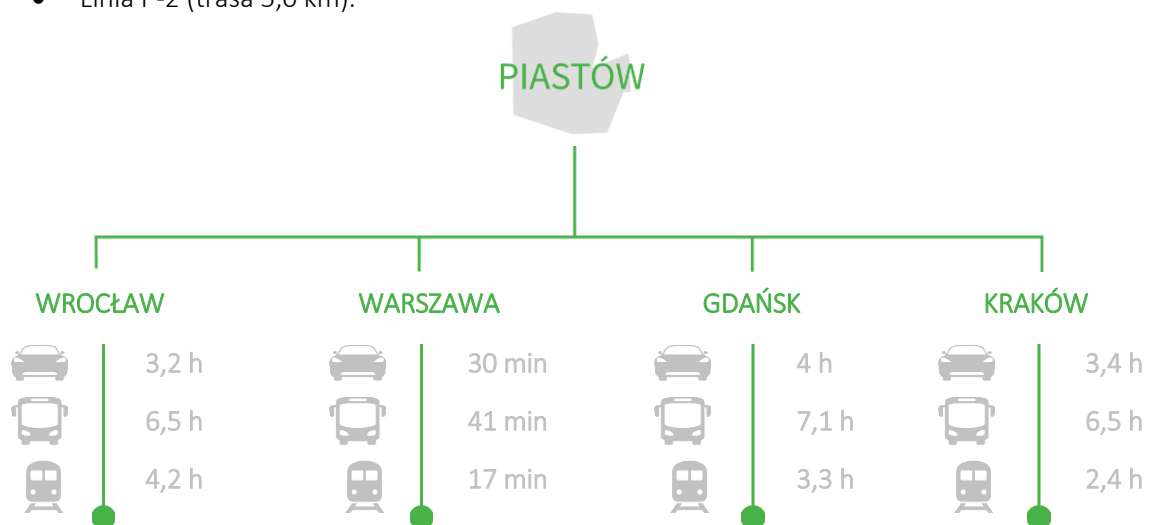 PIASTÓW
WROCŁAW WARSZAWA GDAŃSK KRAKÓW
3,2 h 30 min 4 h 3,4 h
6,5 h 41 min 7,1 h 6,5 h
4,2 h 17 min 3,3 h 2,4 h